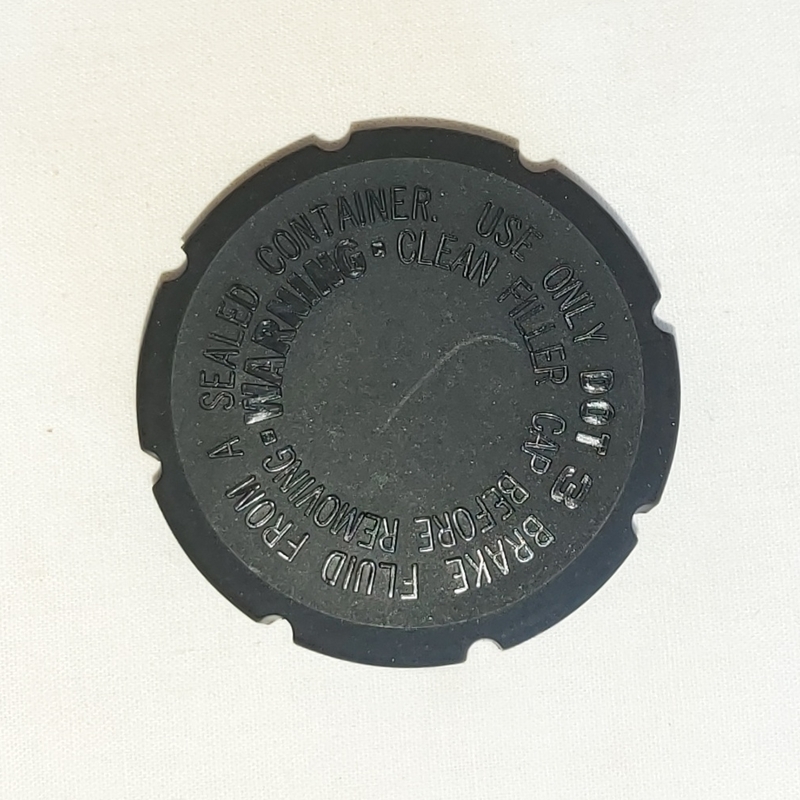 USE ONLY DOT 3 BRAKE FLUID FROM A SEALED CONTAINER.
WARNING▪CLEAN FILLER CAP BEFORE REMOVING▪